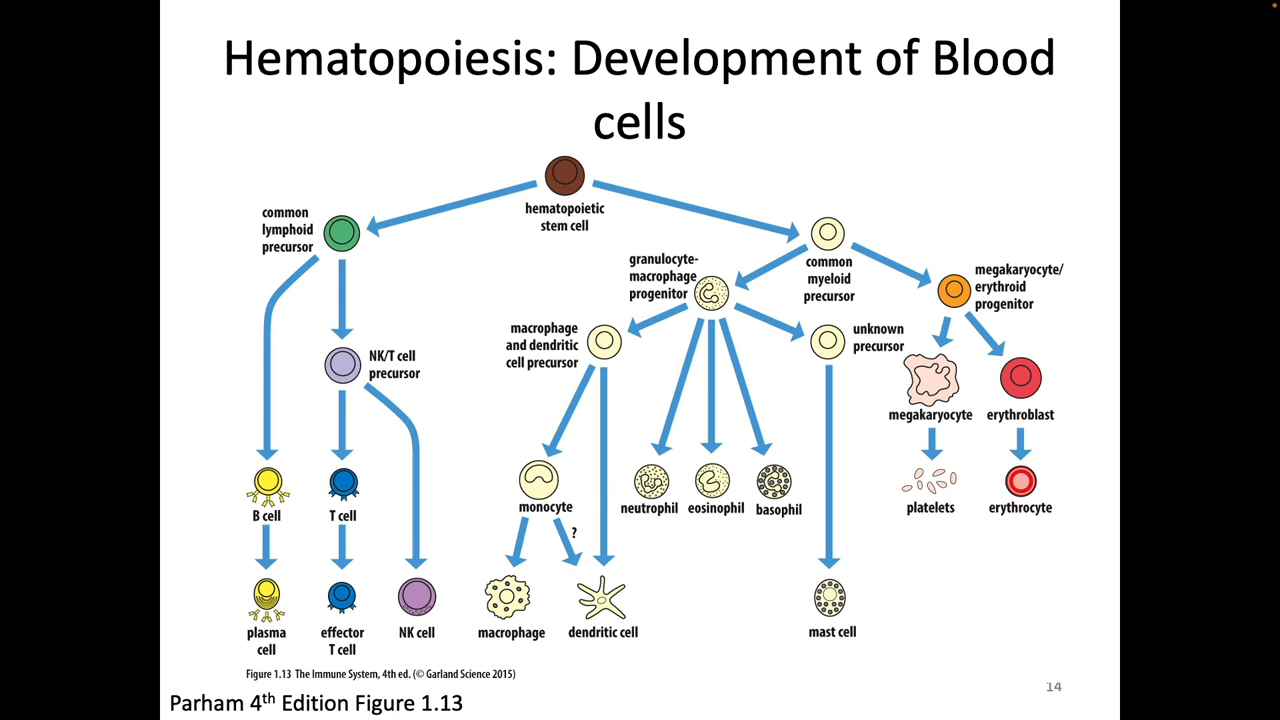 Hematopoiesis: Development of Blood
cells
hematopoietic
stem cell
common
lymphoid
precursor
common
myeloid
precursor
granulocyte-
macrophage
progenitor
megakaryocyte/
erythroid
progenitor
macrophage
and dendritic
cell precursor
unknown
precursor
NK/T cell
precursor
megakaryocyte
erythroblast
B cell
T cell
monocyte
neutrophil
eosinophil
basophil
platelets
erythrocyte
?
plasma
cell
effector
T cell
NK cell
macrophage
dendritic cell
mast cell
Figure 1.13 The Immune System, 4th ed. (© Garland Science 2015)
Parham 4th Edition Figure 1.13
14